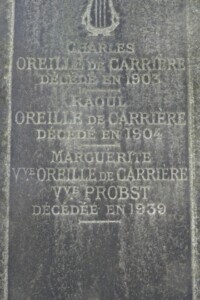 CHARLES
OREILLE DE CARRIÈRE
DÉCÉDÉ EN 1903
RAOUL
OREILLE DE CARRIÈRE
DÉCÉDÉ EN 1904
MARGUERITE
VVE OREILLE DE CARRIÈRE
VVE PROBST
DÉCÉDÉE EN 1939